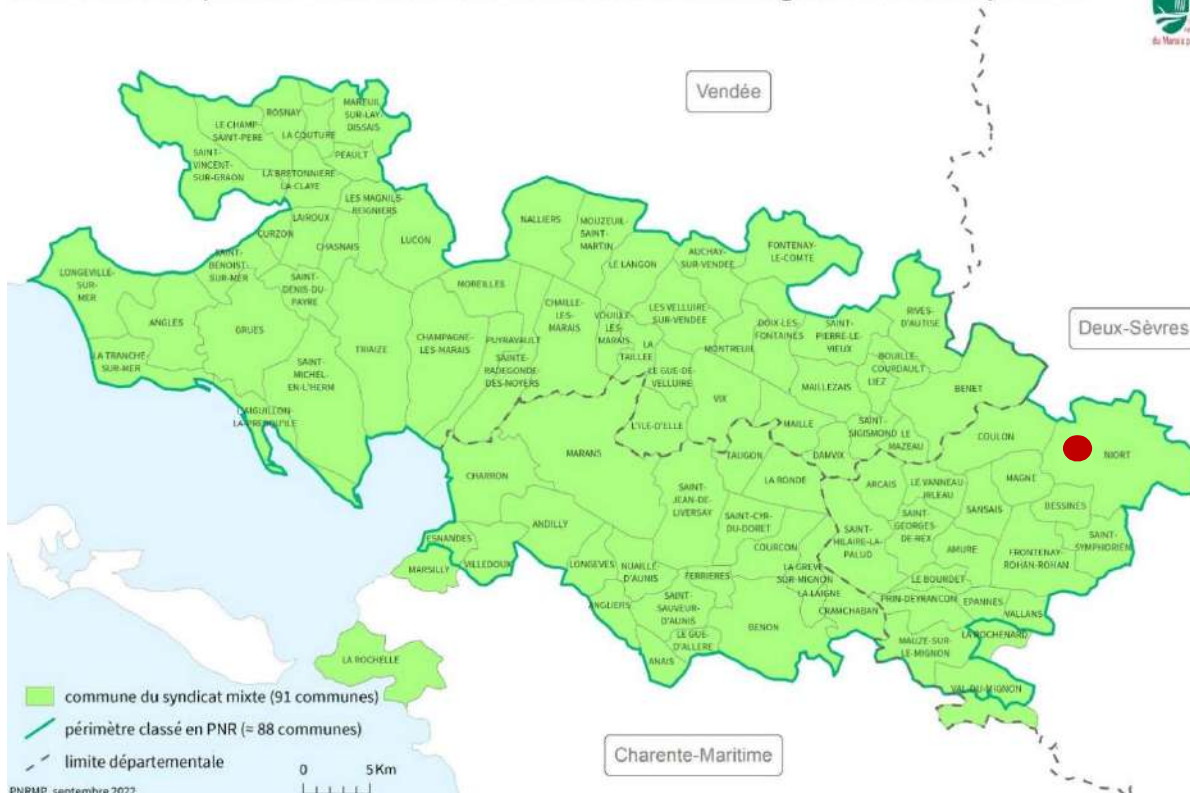 du Marais p
Vendée
Deux-Sèvres
Charente-Maritime
ROSNAY
MAREUIL-
SUR-LAY-
DISSAIS
LE CHAMP-
SAINT-PERE
LA COUTURE
PEAULT
SAINT-
VINCENT-
SUR-GRAON
LA BRETONNIERE
LA-CLAYE
LES MAGNILS-
REIGNIERS
LAIROUX
CURZON
CHASNAIS
LUCON
NALLIERS
MOUZEUIL-
SAINT-
MARTIN
LE LANGON
AUCHAY-
SUR-VENDEE
FONTENAY-
LE-COMTE
LONGEVILLE-
SUR-
MER
SAINT-
BENOIST-
SUR-MER
SAINT-
DENIS-DU-
PAYRE
MOREILLES
CHAILLE-
LES-
MARAIS
VOUILLE-
LES-
MARAIS
LES VELLUIRE-
SUR-VENDEE
RIVES-
D'AUTISE
ANGLES
GRUES
TRIAIZE
CHAMPAGNE-
LES-MARAIS
PUYRAVAULT
LA
TAILLEE
MONTREUIL
DOIX-LES-
FONTAINES
SAINT-
PIERRE-LE-
VIEUX
LA TRANCHE-
SUR-MER
SAINT
MICHEL-
EN-L'HERM
SAINTE-
RADEGONDE-
DES-NOYERS
LE GUE-DE-
VELLUIRE
VIX
MAILLEZAIS
BOUILLE-
COURDAULT
LIEZ
BENET
L'AIGUILLON-
LA-PRESQU'ILE
L'ILE-D'ELLE
MAILLE
SAINT-
SIGISMOND
LE
MAZEAU
COULON
NIORT
CHARRON
MARANS
TAUGON
DAMVIX
LA RONDE
ARCAIS
LE VANNEAU-
IRLEAU
MAGNE
SANSAIS
BESSINES
SAINT-
JEAN-DE-
LIVERSAY
ANDILLY
SAINT-CYR-
DU-DORET
SAINT-
HILAIRE-LA-
PALUD
SAINT-
GEORGES-
DE-REX
SAINT-
SYMPHORIEN
ESNANDES
COURCON
AMURE
FRONTENAY-
ROHAN-ROHAN
MARSILLY
VILLEDOUX
LONGEVES
NUAILLE-
D'AUNIS
FERRIERES
LA GREVE-
SUR-MIGNON
LE BOURDET
ANGLIERS
SAINT-
SAUVEUR-
D'AUNIS
LA LAIGNE
CRAMCHABAN
PRIN-DEYRANCON
EPANNES
VALLANS
LE GUE-
D'ALLERE
BENON
MAUZE-SUR-
LE-MIGNON
LA ROCHENARD
LA ROCHELLE
ANAIS
VAL-DU-MIGNON
commune du syndicat mixte (91 communes)
périmètre classé en PNR (≈ 88 communes)
limite départementale
0 5 Km
PNRMP, septembre 2022